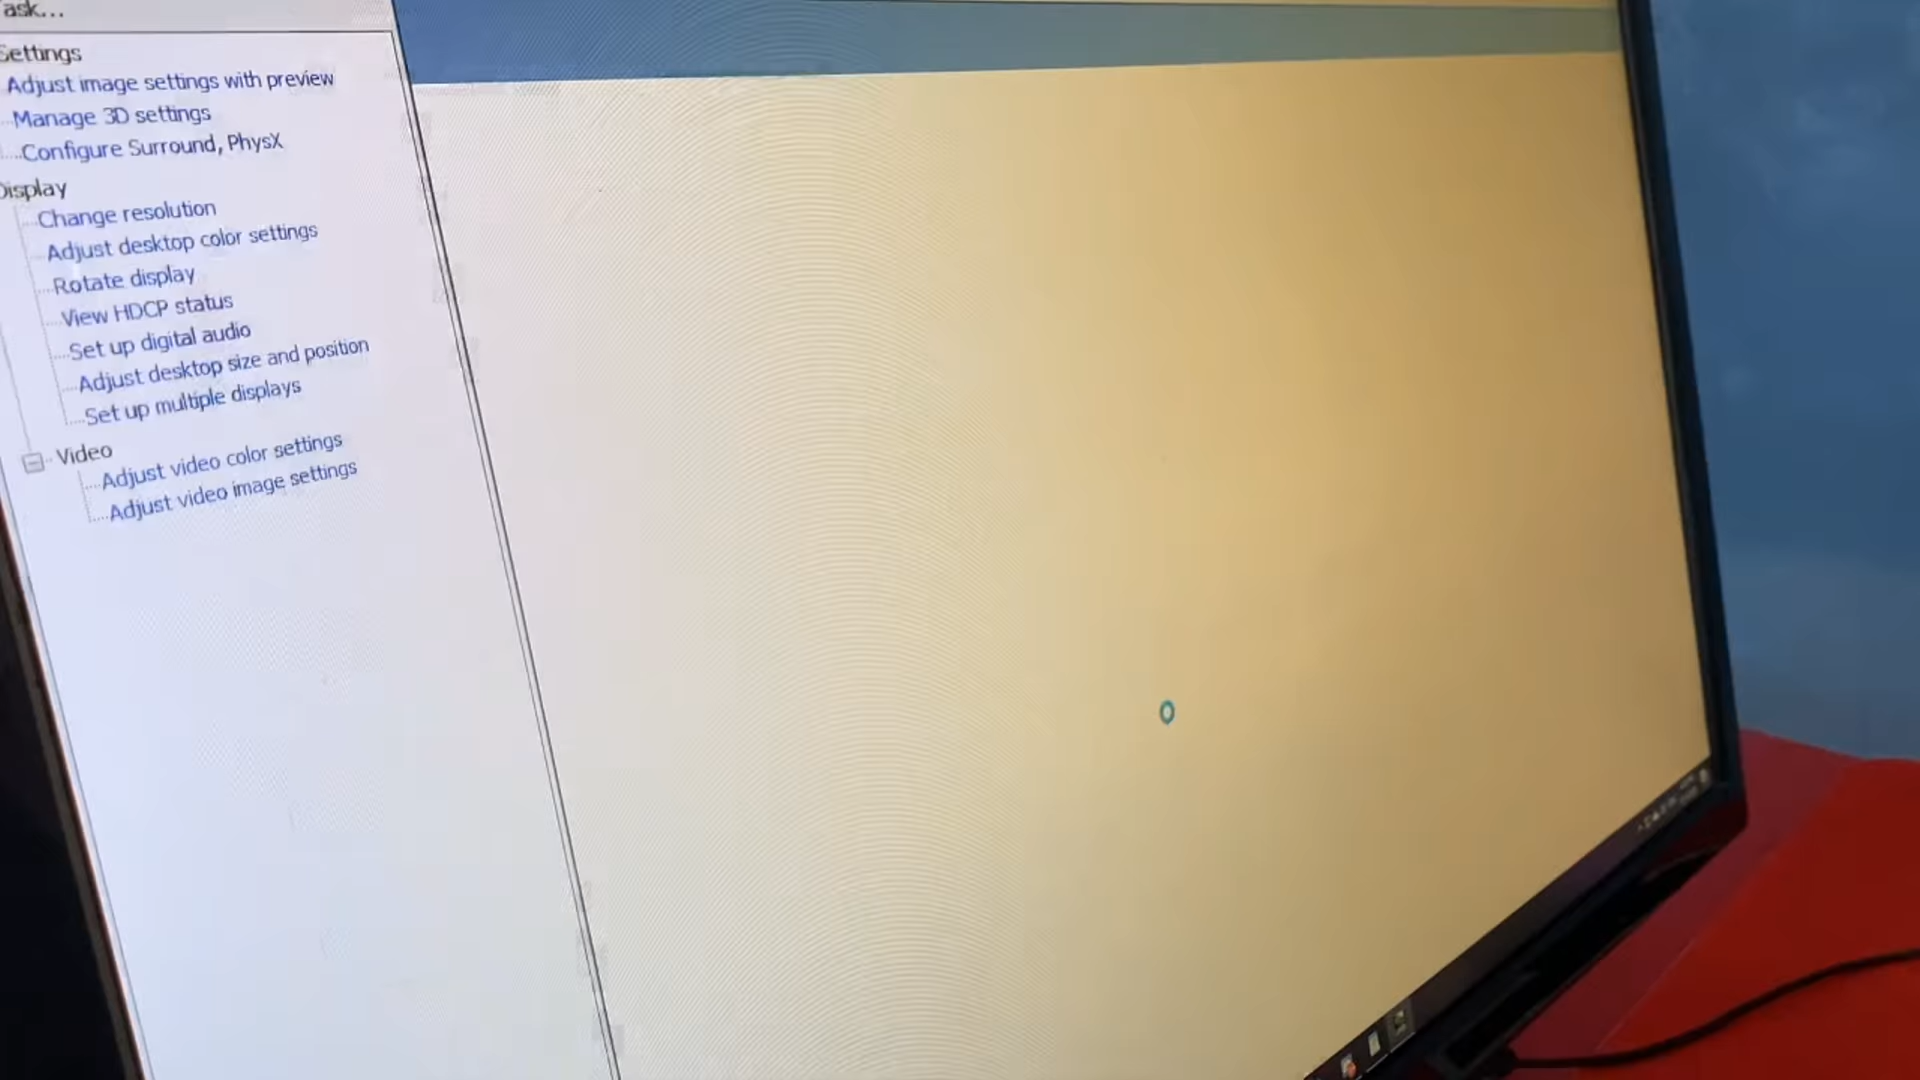 ask...
Settings
Adjust image settings with preview
Manage 3D settings
Configure Surround, PhysX
Display
Change resolution
Adjust desktop color settings
Rotate display
View HDCP status
Set up digital audio
Adjust desktop size and position
Set up multiple displays
Video
Adjust video color settings
Adjust video image settings